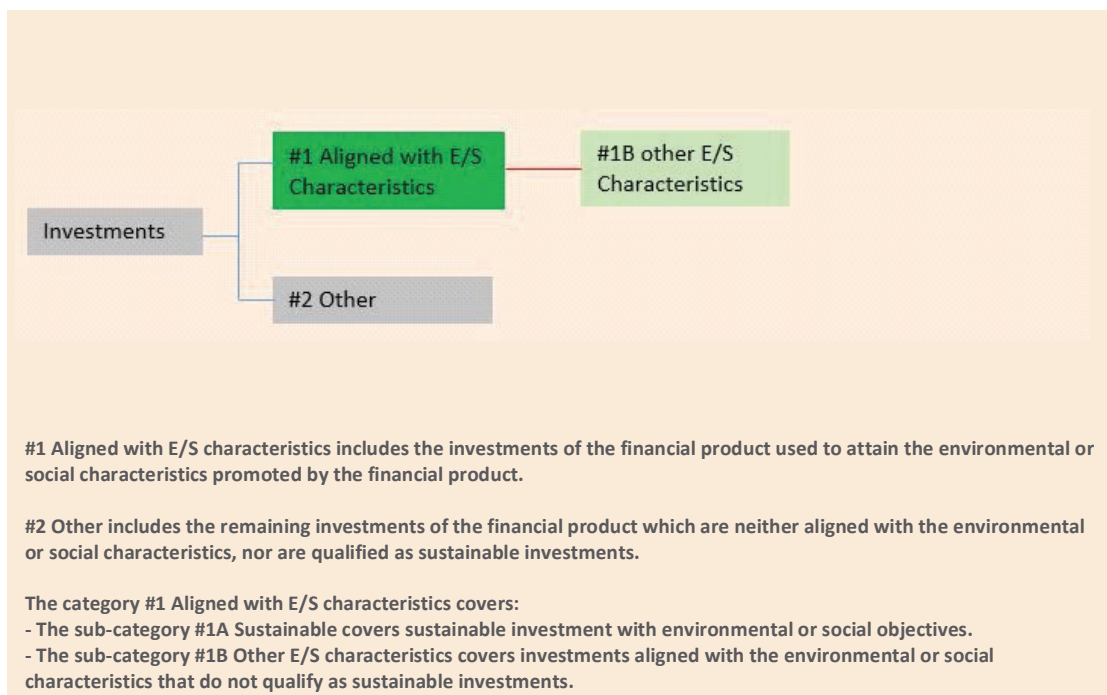 #1 Aligned with E/S
Characteristics
#1B other E/S
Characteristics
Investments
#2 Other
#1 Aligned with E/S characteristics includes the investments of the financial product used to attain the environmental or
social characteristics promoted by the financial product.
#2 Other includes the remaining investments of the financial product which are neither aligned with the environmental
or social characteristics, nor are qualified as sustainable investments.
The category #1 Aligned with E/S characteristics covers:
- The sub-category #1A Sustainable covers sustainable investment with environmental or social objectives.
- The sub-category #1B Other E/S characteristics covers investments aligned with the environmental or social
characteristics that do not qualify as sustainable investments.